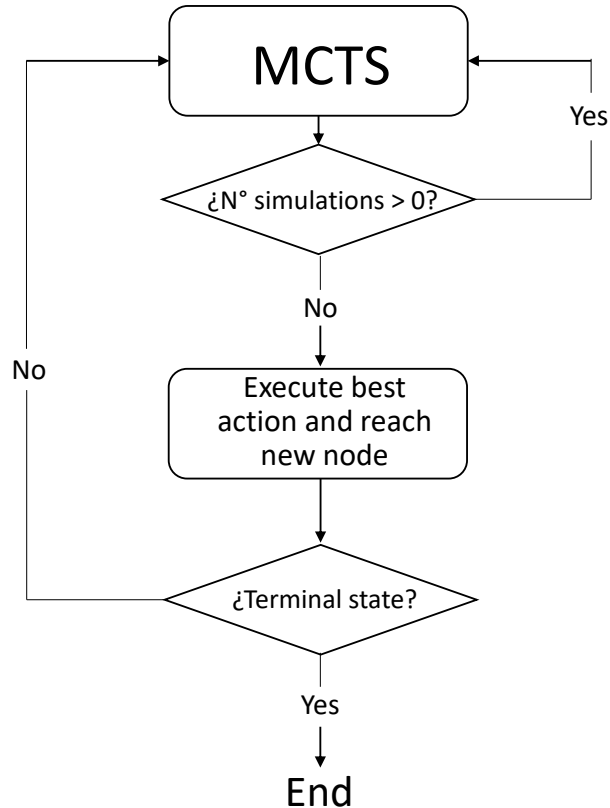 MCTS
Yes
¿N° simulations > 0?
No
No
Execute best
action and reach
new node
¿Terminal state?
Yes
End